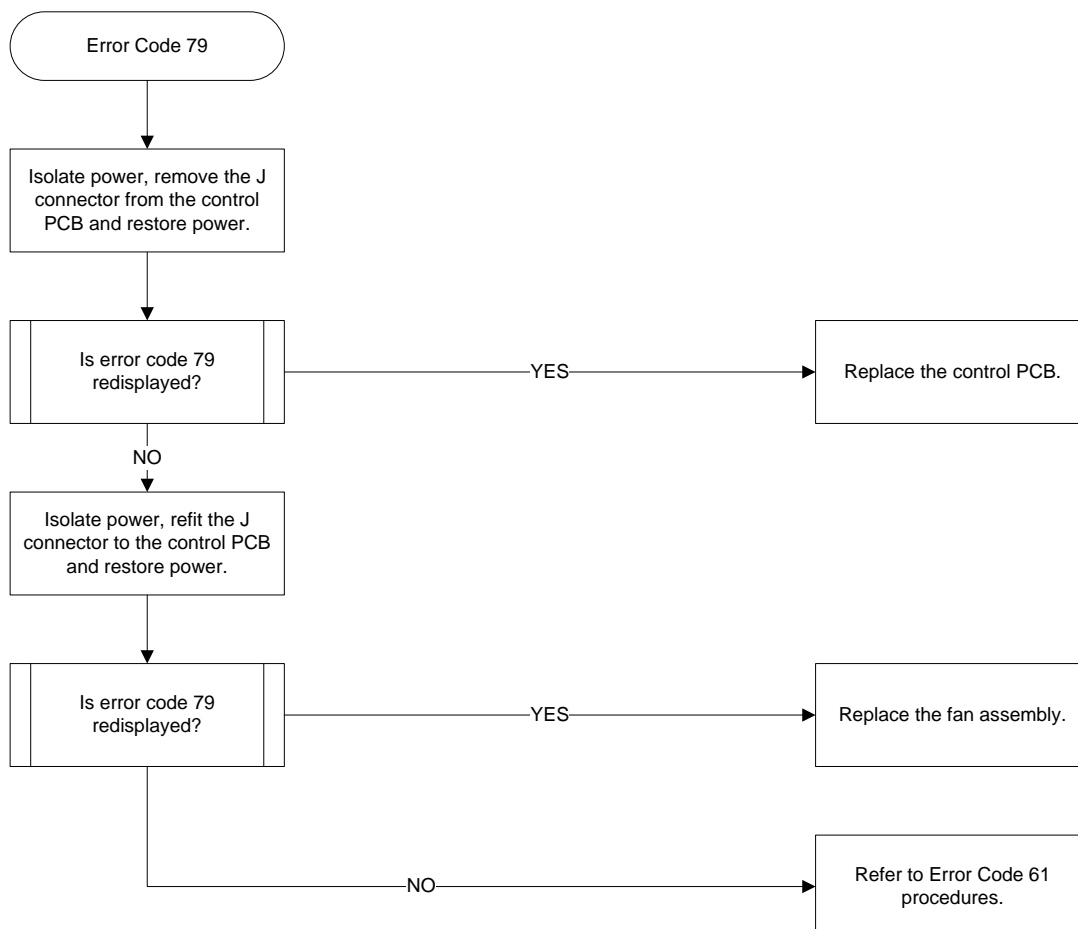 Error Code 79
Isolate power, remove the J
connector from the control
PCB and restore power.
Is error code 79
redisplayed?
YES
Replace the control PCB.
NO
Isolate power, refit the J
connector to the control PCB
and restore power.
Is error code 79
redisplayed?
YES
Replace the fan assembly.
NO
Refer to Error Code 61
procedures.